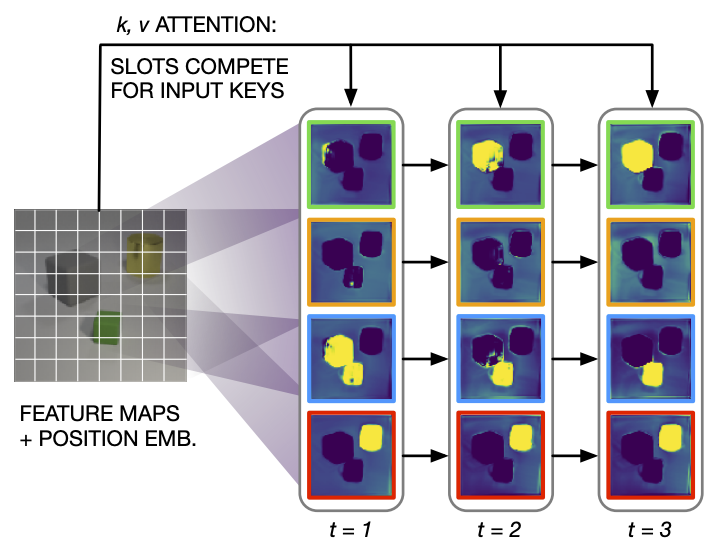 k, v ATTENTION:
SLOTS COMPETE
FOR INPUT KEYS
FEATURE MAPS
+ POSITION EMB.
t = 1
t = 2
t = 3